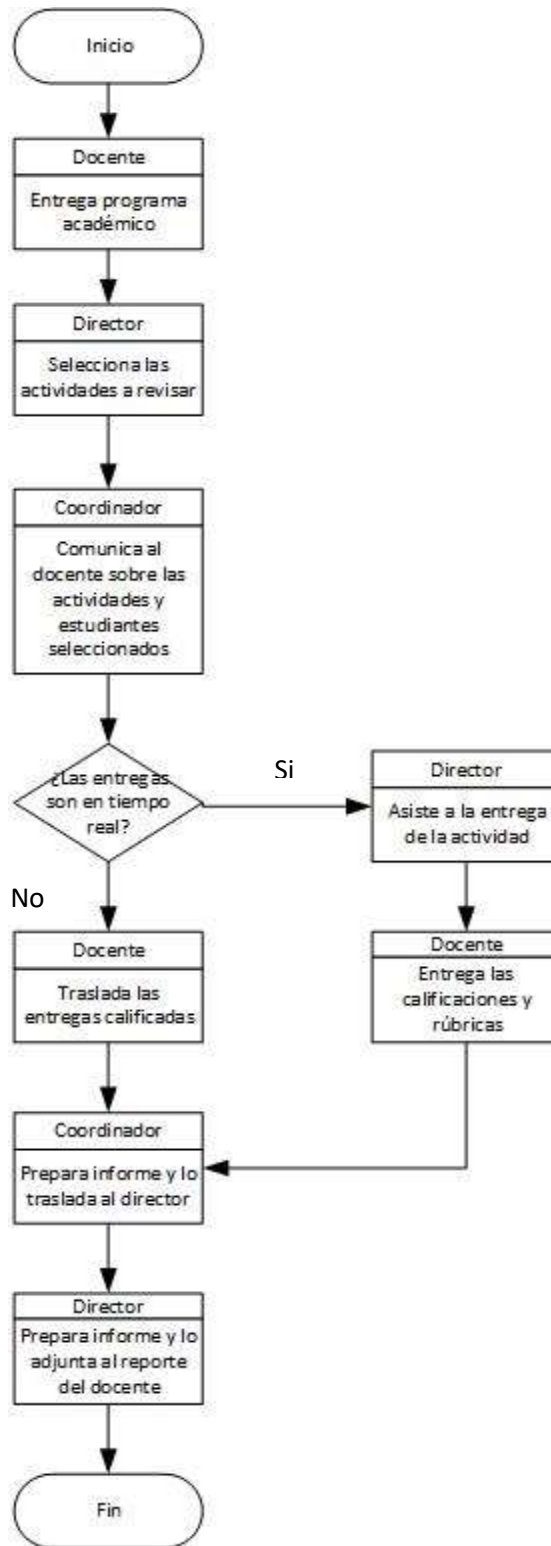 Inicio
Docente
Entrega programa
académico
Director
Selecciona las
actividades a revisar
Coordinador
Comunica al
docente sobre las
actividades y
estudiantes
seleccionados
¿Las entregas
son en tiempo
real?
Si
Director
Asiste a la entrega
de la actividad
No
Docente
Traslada las
entregas calificadas
Docente
Entrega las
calificaciones y
rúbricas
Coordinador
Prepara informe y lo
traslada al director
Director
Prepara informe y lo
adjunta al reporte
del docente
Fin